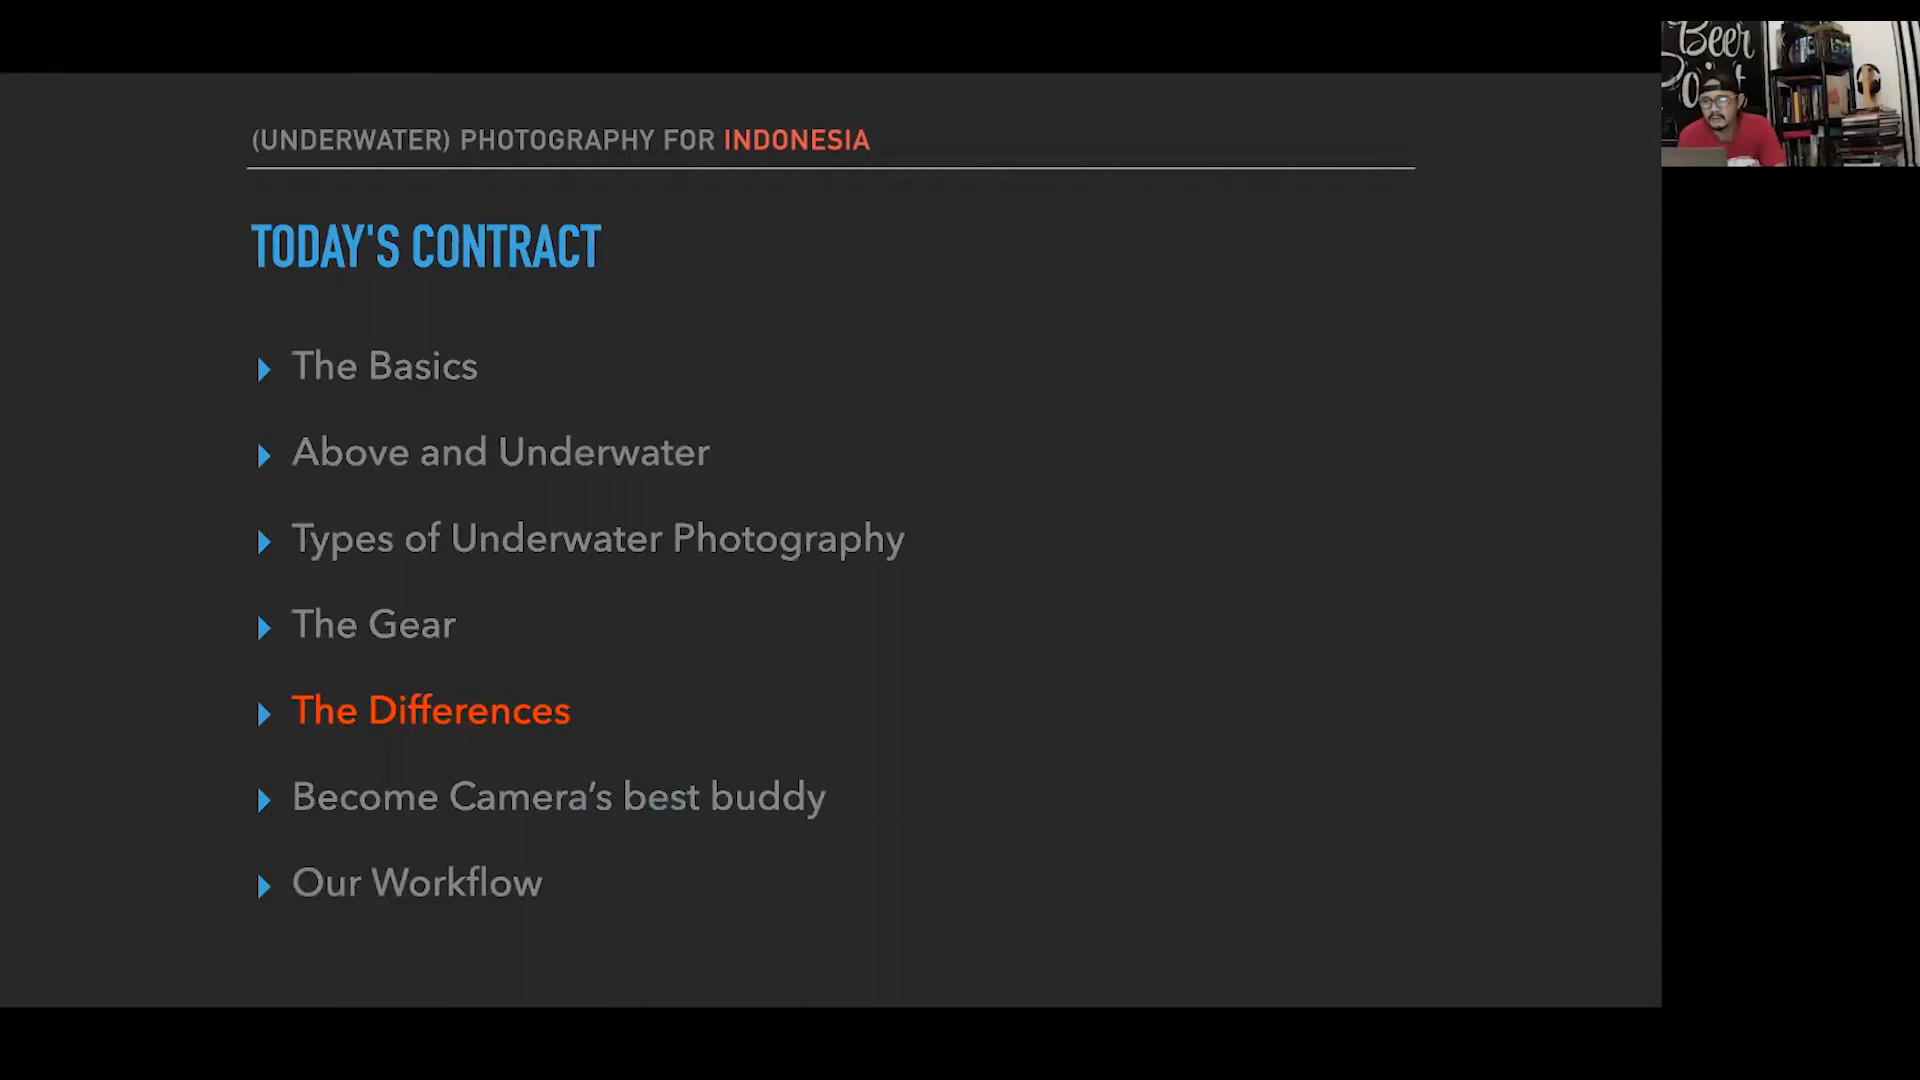 (UNDERWATER) PHOTOGRAPHY FOR INDONESIA
TODAY'S CONTRACT
The Basics
Above and Underwater
Types of Underwater Photography
The Gear
The Differences
Become Camera’s best buddy
Our Workflow
Beer